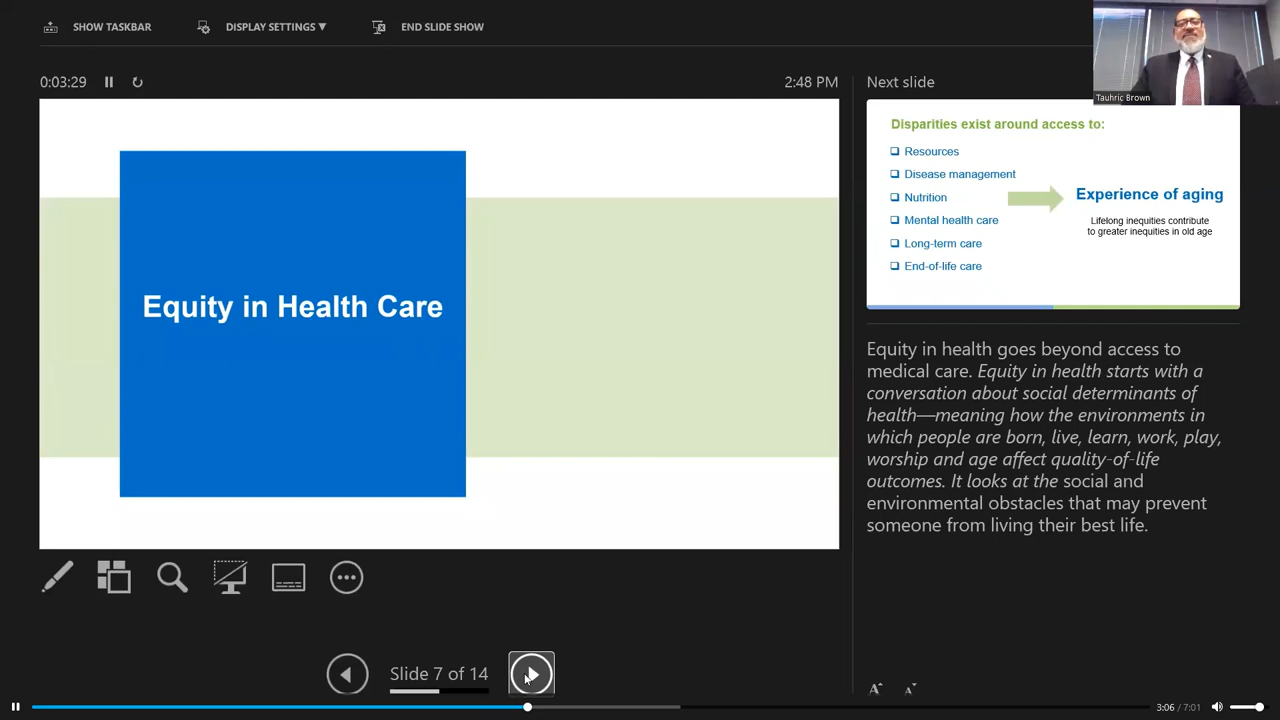 SHOW TASKBAR
DISPLAY SETTINGS ▼
END SLIDE SHOW
Tauhric Brown
0:03:29
2:48 PM
Equity in Health Care
Next slide
Disparities exist around access to:
Resources
Disease management
Nutrition
Mental health care
Long-term care
End-of-life care
Experience of aging
Lifelong inequities contribute
to greater inequities in old age
Equity in health goes beyond access to
medical care. Equity in health starts with a
conversation about social determinants of
health—meaning how the environments in
which people are born, live, learn, work, play,
worship and age affect quality-of-life
outcomes. It looks at the social and
environmental obstacles that may prevent
someone from living their best life.
Slide 7 of 14
A A
3:06 / 7:01